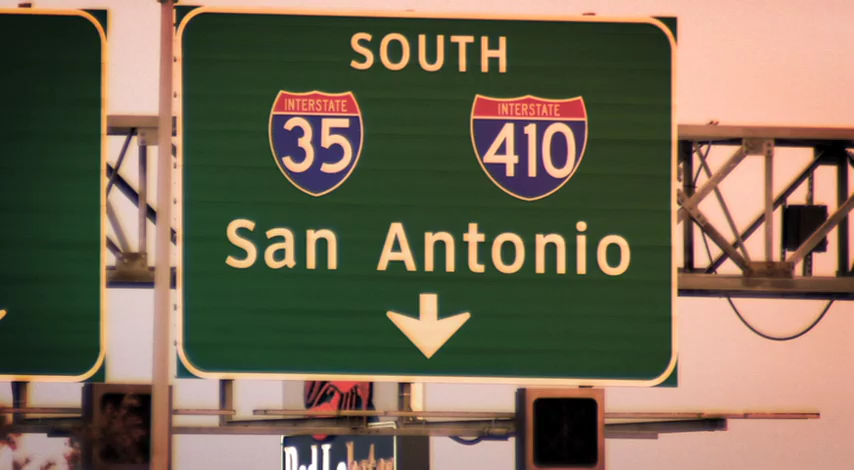 SOUTH
INTERSTATE INTERSTATE
35 410
San Antonio